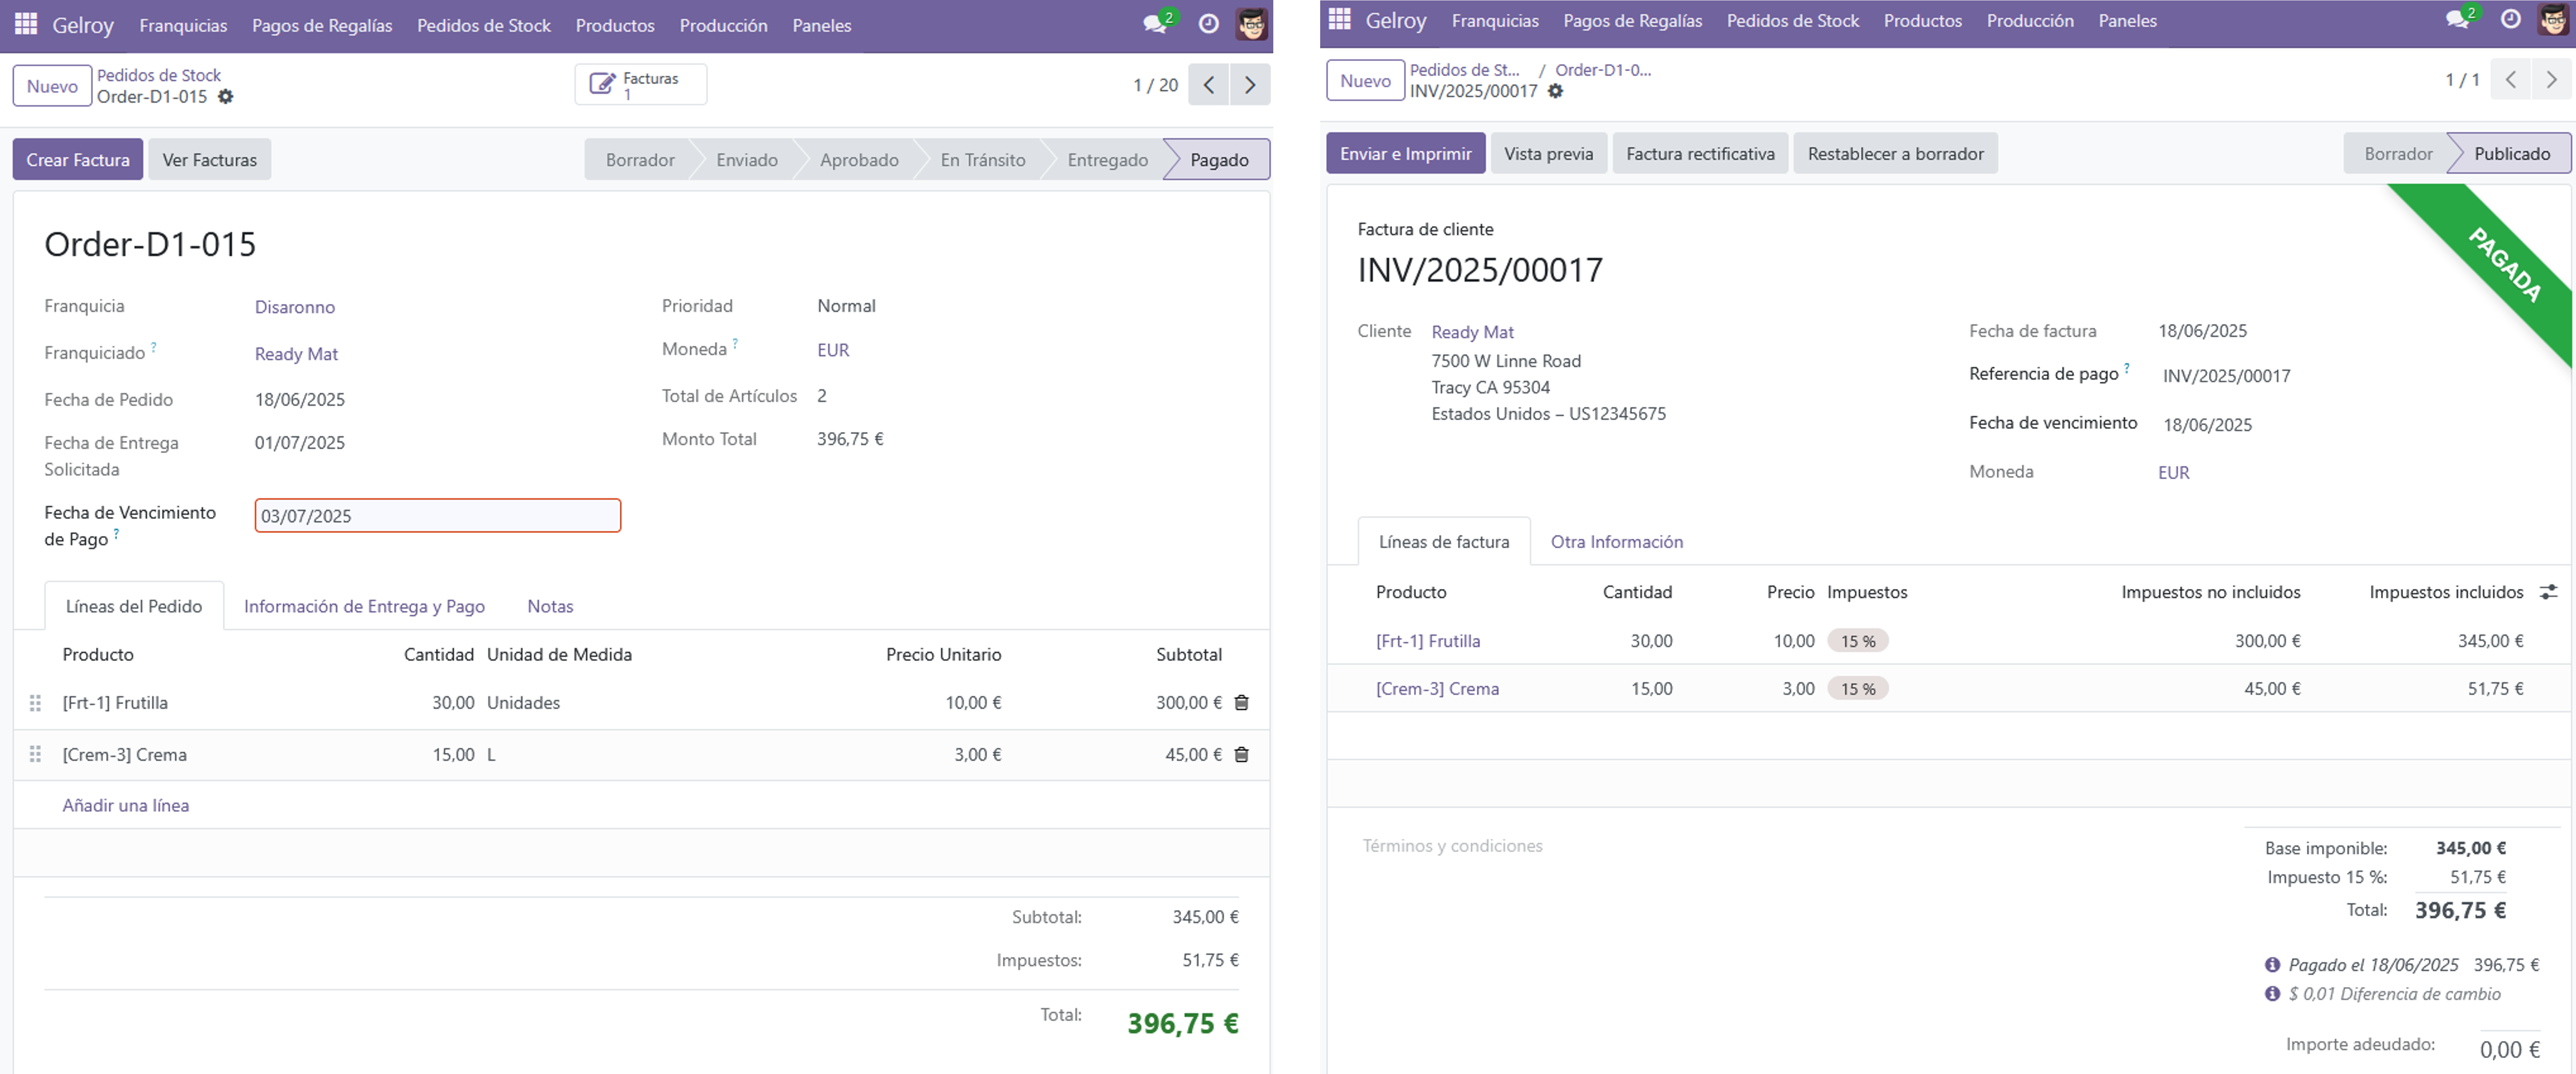 Gelroy Franquicias Pagos de Regalías Pedidos de Stock Productos Producción Paneles 2
Nuevo Pedidos de Stock
Order-D1-015
Facturas
1
1 / 20
Crear Factura Ver Facturas Borrador Enviado Aprobado En Tránsito Entregado Pagado
Order-D1-015
Franquicia Disaronno Prioridad Normal
Franquiciado ? Ready Mat Moneda ? EUR
Fecha de Pedido 18/06/2025 Total de Artículos 2
Fecha de Entrega 01/07/2025 Monto Total 396,75 €
Solicitada
Fecha de Vencimiento 03/07/2025
de Pago ?
Líneas del Pedido Información de Entrega y Pago Notas
Producto Cantidad Unidad de Medida Precio Unitario Subtotal
[Frt-1] Frutilla 30,00 Unidades 10,00 € 300,00 €
[Crem-3] Crema 15,00 L 3,00 € 45,00 €
Añadir una línea
Subtotal: 345,00 €
Impuestos: 51,75 €
Total: 396,75 €
Gelroy Franquicias Pagos de Regalías Pedidos de Stock Productos Producción Paneles 2
Nuevo Pedidos de St... / Order-D1-0...
INV/2025/00017
1 / 1
Enviar e Imprimir Vista previa Factura rectificativa Restablecer a borrador Borrador Publicado
PAGADA
Factura de cliente
INV/2025/00017
Cliente Ready Mat Fecha de factura 18/06/2025
7500 W Linne Road
Tracy CA 95304 Referencia de pago ? INV/2025/00017
Estados Unidos – US12345675 Fecha de vencimiento 18/06/2025
Moneda EUR
Líneas de factura Otra Información
Producto Cantidad Precio Impuestos Impuestos no incluidos Impuestos incluidos
[Frt-1] Frutilla 30,00 10,00 15 % 300,00 € 345,00 €
[Crem-3] Crema 15,00 3,00 15 % 45,00 € 51,75 €
Términos y condiciones
Base imponible: 345,00 €
Impuesto 15 %: 51,75 €
Total: 396,75 €
Pagado el 18/06/2025 396,75 €
$ 0,01 Diferencia de cambio
Importe adeudado: 0,00 €